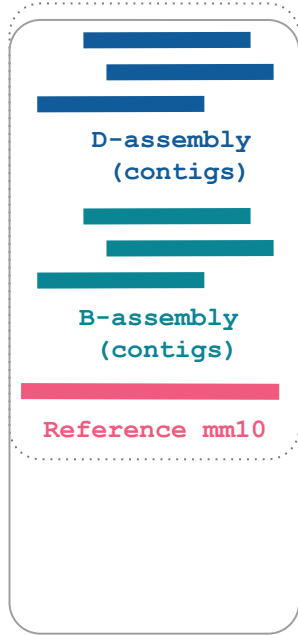 D-assembly
(contigs)
B-assembly
(contigs)
Reference mm10